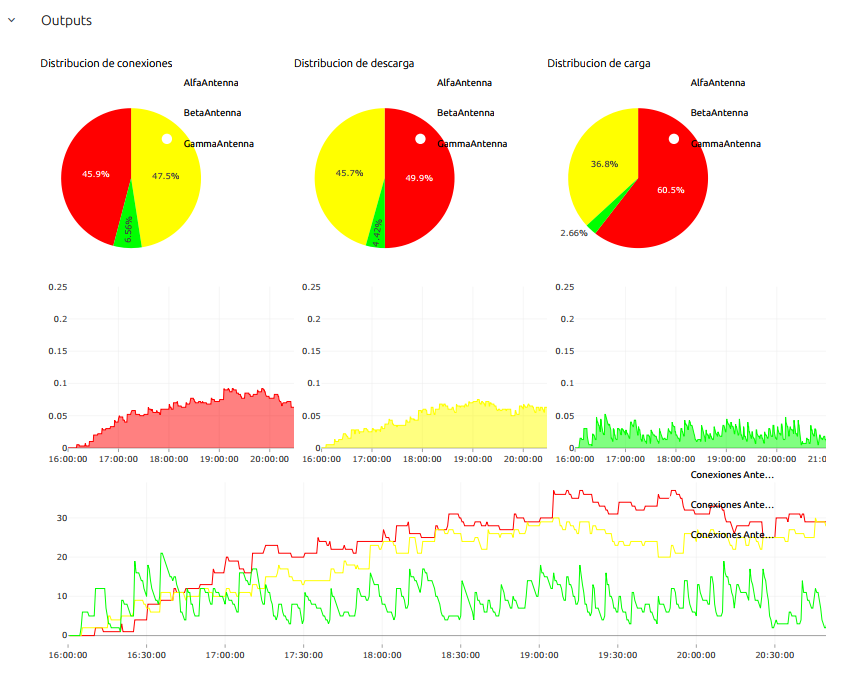 Outputs
Distribucion de conexiones
AlfaAntenna
BetaAntenna
GammaAntenna
45.9%
47.5%
6.56%
Distribucion de descarga
AlfaAntenna
BetaAntenna
GammaAntenna
45.7%
49.9%
4.42%
Distribucion de carga
AlfaAntenna
BetaAntenna
GammaAntenna
36.8%
60.5%
2.66%
0.25
0.2
0.15
0.1
0.05
0
16:00:00 17:00:00 18:00:00 19:00:00 20:00:00
0.25
0.2
0.15
0.1
0.05
0
16:00:00 17:00:00 18:00:00 19:00:00 20:00:00
0.25
0.2
0.15
0.1
0.05
0
16:00:00 17:00:00 18:00:00 19:00:00 20:00:00 21:0
Conexiones Ante...
Conexiones Ante...
Conexiones Ante...
30
20
10
0
16:00:00 16:30:00 17:00:00 17:30:00 18:00:00 18:30:00 19:00:00 19:30:00 20:00:00 20:30:00